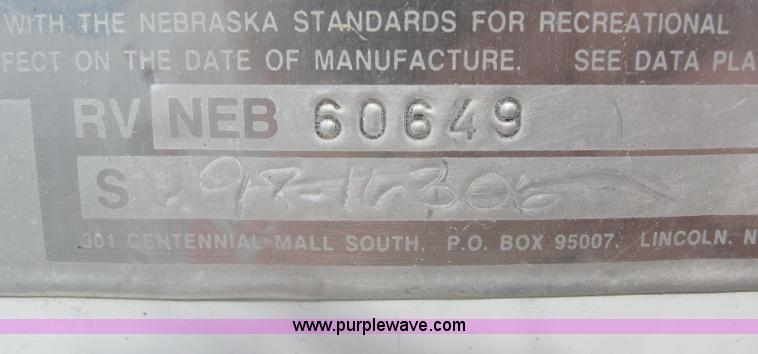 WITH THE NEBRASKA STANDARDS FOR RECREATIONAL
FECT ON THE DATE OF MANUFACTURE. SEE DATA PLA
RV NEB 60649
S
301 CENTENNIAL MALL SOUTH, P.O. BOX 95007, LINCOLN, N
www.purplewave.com